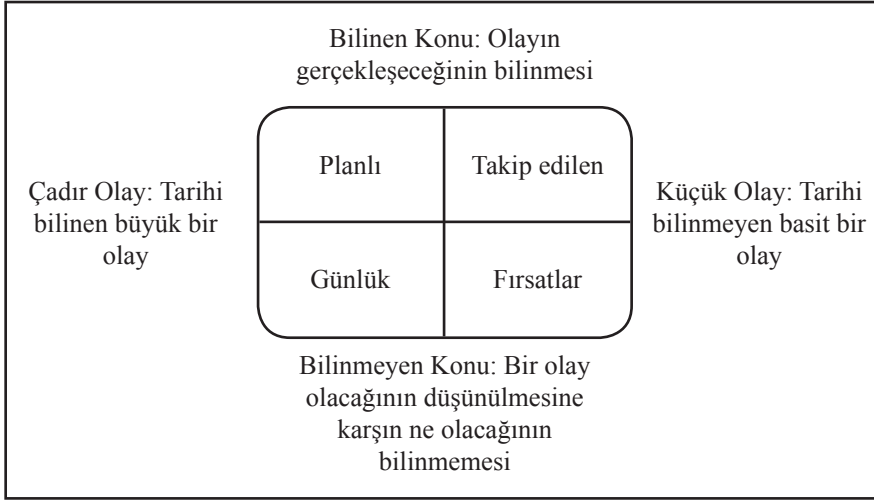 Bilinen Konu: Olayın
gerçekleşeceğinin bilinmesi
Planlı
Takip edilen
Çadır Olay: Tarihi
bilinen büyük bir
olay
Küçük Olay: Tarihi
bilinmeyen basit bir
olay
Günlük
Fırsatlar
Bilinmeyen Konu: Bir olay
olacağının düşünülmesine
karşın ne olacağının
bilinmemesi